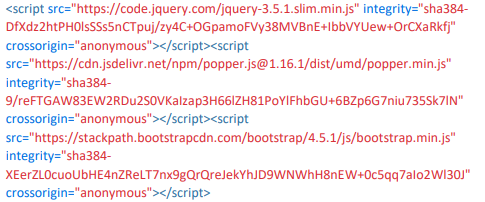 <script src="https://code.jquery.com/jquery-3.5.1.slim.min.js" integrity="sha384-
DfXdz2htPH0lsSSs5nCTpuj/zy4C+OGpamoFVy38MVBnE+IbbVYUew+OrCXaRkfj"
crossorigin="anonymous"></script><script
src="https://cdn.jsdelivr.net/npm/popper.js@1.16.1/dist/umd/popper.min.js"
integrity="sha384-
9/reFTGAW83EW2RDu2S0VKaIzap3H66lZH81PoYlFhbGU+6BZp6G7niu735Sk7lN"
crossorigin="anonymous"></script><script
src="https://stackpath.bootstrapcdn.com/bootstrap/4.5.1/js/bootstrap.min.js"
integrity="sha384-
XEerZL0cuoUbHE4nZReLT7nx9gQrQreJekYhJD9WNWhH8nEW+0c5qq7aIo2Wl30J"
crossorigin="anonymous"></script>